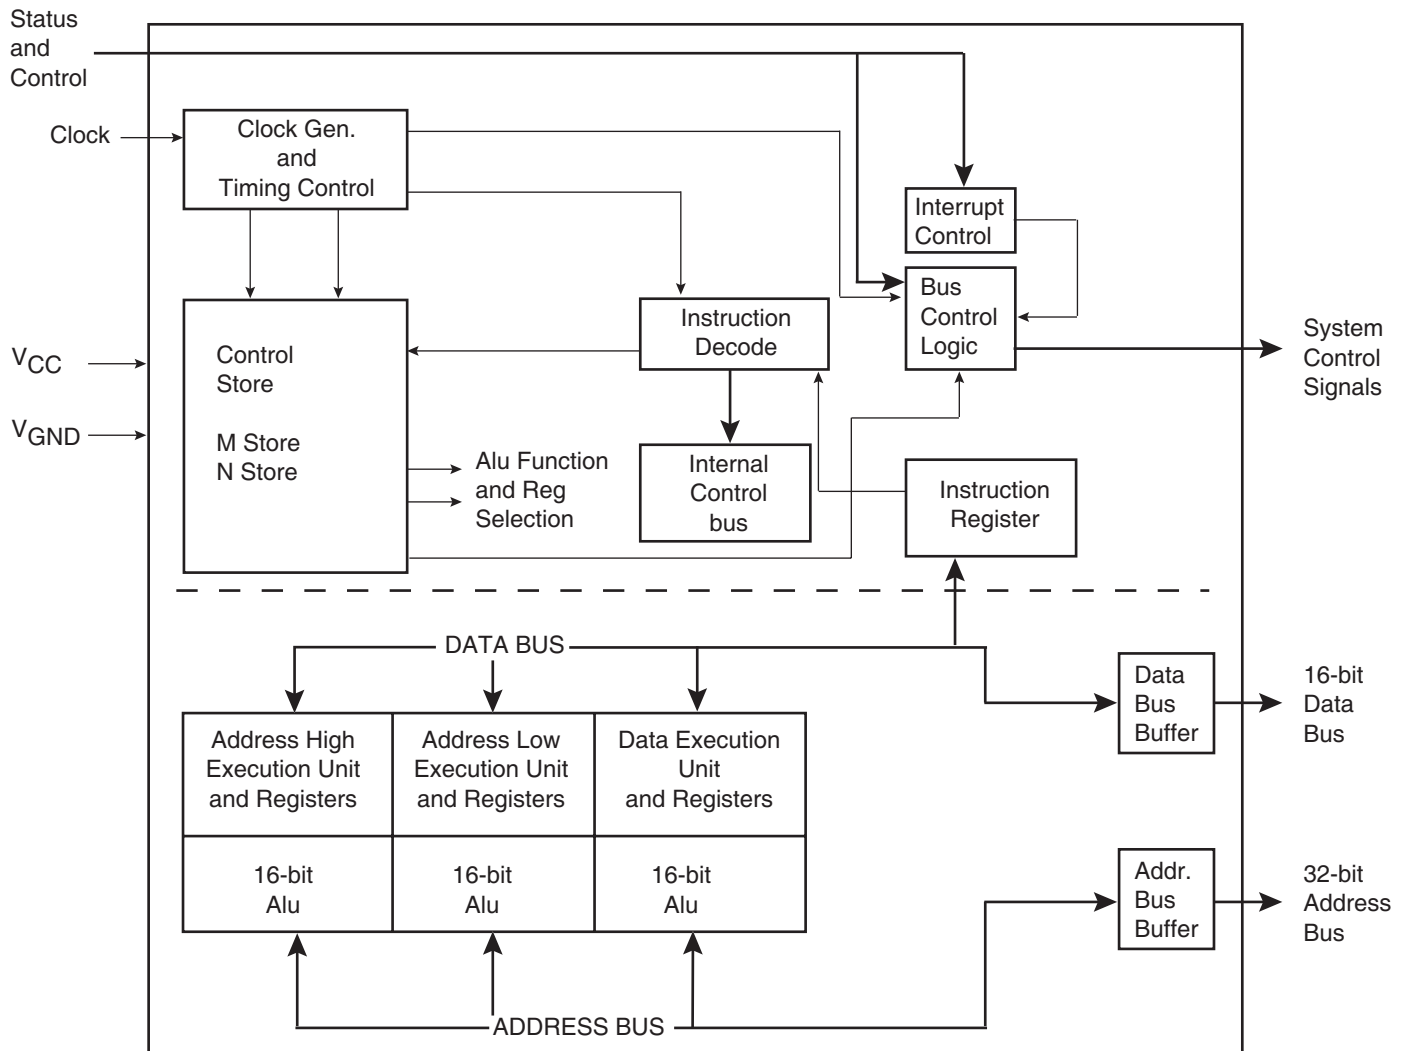 Status
and
Control
Clock
Clock Gen.
and
Timing Control
Interrupt
Control
Bus
Control
Logic
System
Control
Signals
Instruction
Decode
VCC
VGND
Control
Store
M Store
N Store
Alu Function
and Reg
Selection
Internal
Control
bus
Instruction
Register
DATA BUS
Data
Bus
Buffer
16-bit
Data
Bus
Address High
Execution Unit
and Registers
Address Low
Execution Unit
and Registers
Data Execution
Unit
and Registers
16-bit
Alu
16-bit
Alu
16-bit
Alu
Addr.
Bus
Buffer
32-bit
Address
Bus
ADDRESS BUS